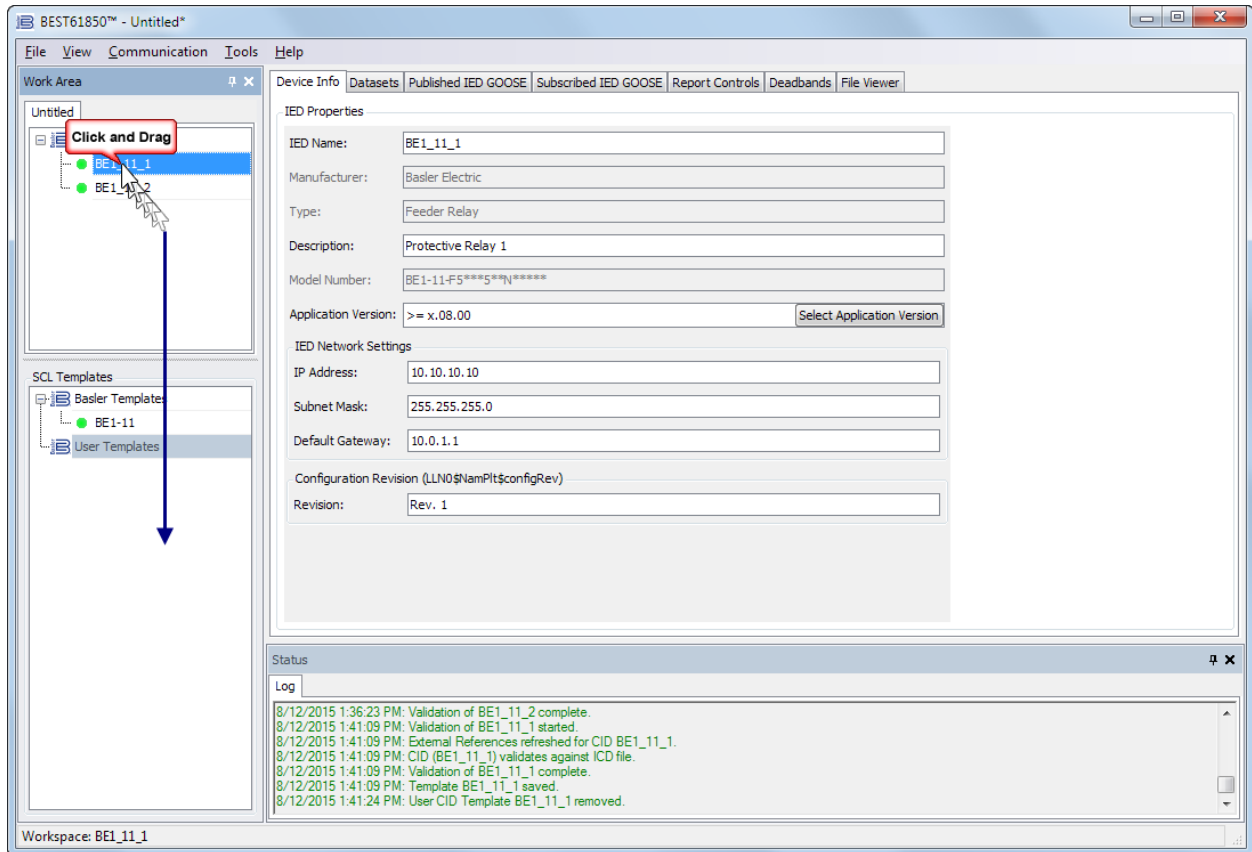 BEST61850™ - Untitled*
File View Communication Tools Help
Work Area
Untitled
Click and Drag
BE1_11_1
SCL Templates
Basler Templates
BE1-11
User Templates
Device Info Datasets Published IED GOOSE Subscribed IED GOOSE Report Controls Deadbands File Viewer
IED Properties
IED Name: BE1_11_1
Manufacturer: Basler Electric
Type: Feeder Relay
Description: Protective Relay 1
Model Number: BE1-11-F5***5**N*****
Application Version: >= x.08.00 Select Application Version
IED Network Settings
IP Address: 10.10.10.10
Subnet Mask: 255.255.255.0
Default Gateway: 10.0.1.1
Configuration Revision (LLN0$NamPlt$configRev)
Revision: Rev. 1
Status
Log
8/12/2015 1:36:23 PM: Validation of BE1_11_2 complete.
8/12/2015 1:41:09 PM: Validation of BE1_11_1 started.
8/12/2015 1:41:09 PM: External References refreshed for CID BE1_11_1.
8/12/2015 1:41:09 PM: CID (BE1_11_1) validates against ICD file.
8/12/2015 1:41:09 PM: Validation of BE1_11_1 complete.
8/12/2015 1:41:09 PM: Template BE1_11_1 saved.
8/12/2015 1:41:24 PM: User CID Template BE1_11_1 removed.
Workspace: BE1_11_1